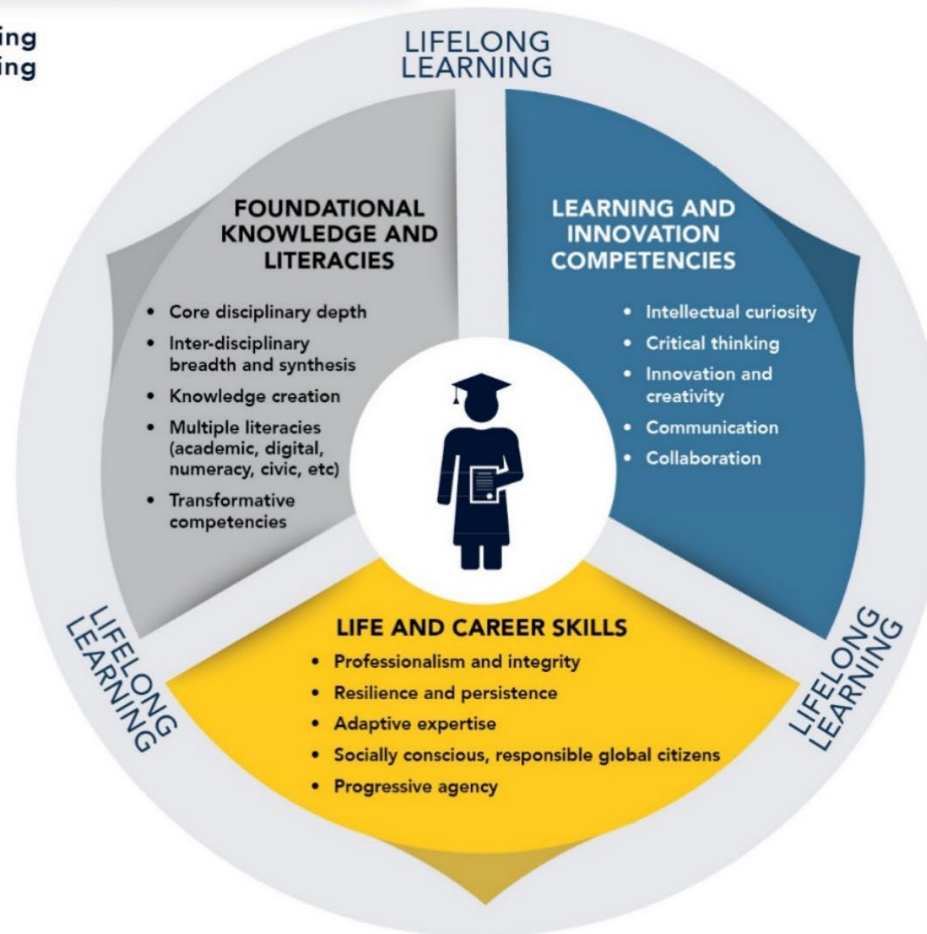 LIFELONG
LEARNING
FOUNDATIONAL
KNOWLEDGE AND
LITERACIES
• Core disciplinary depth
• Inter-disciplinary
breadth and synthesis
• Knowledge creation
• Multiple literacies
(academic, digital,
numeracy, civic, etc)
• Transformative
competencies
LEARNING AND
INNOVATION
COMPETENCIES
• Intellectual curiosity
• Critical thinking
• Innovation and
creativity
• Communication
• Collaboration
LIFE AND CAREER SKILLS
• Professionalism and integrity
• Resilience and persistence
• Adaptive expertise
• Socially conscious, responsible global citizens
• Progressive agency
LIFELONG
LEARNING
LIFELONG
LEARNING